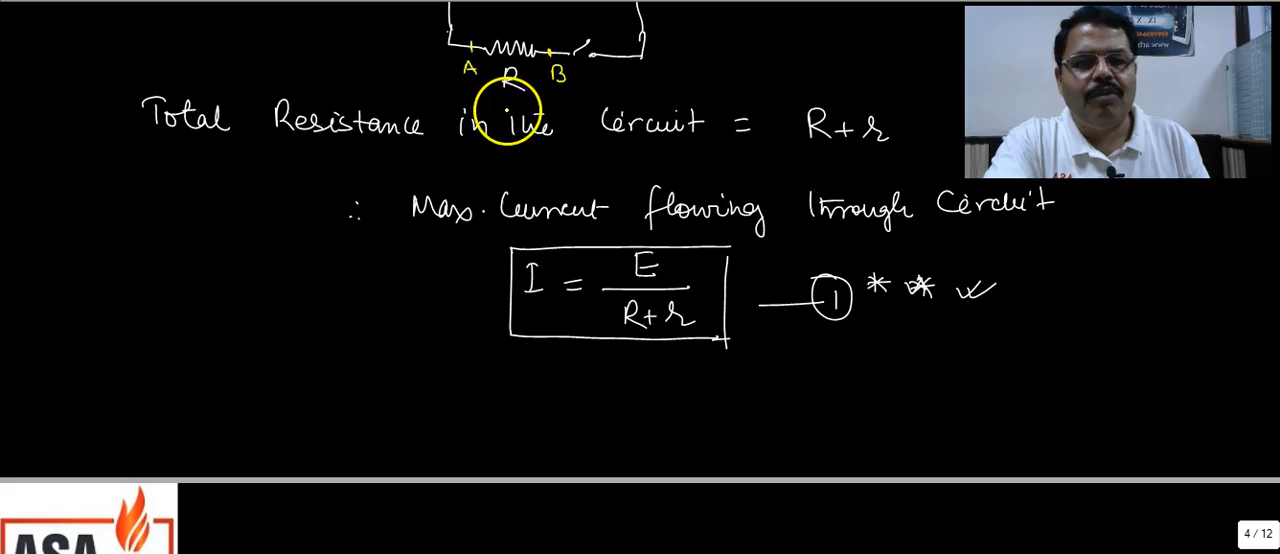 A R B
Total Resistance in the Circuit = R + r
∴ Max. Current flowing through Circuit
I = E / R + r — 1 * * ✓
ASA
4 / 12